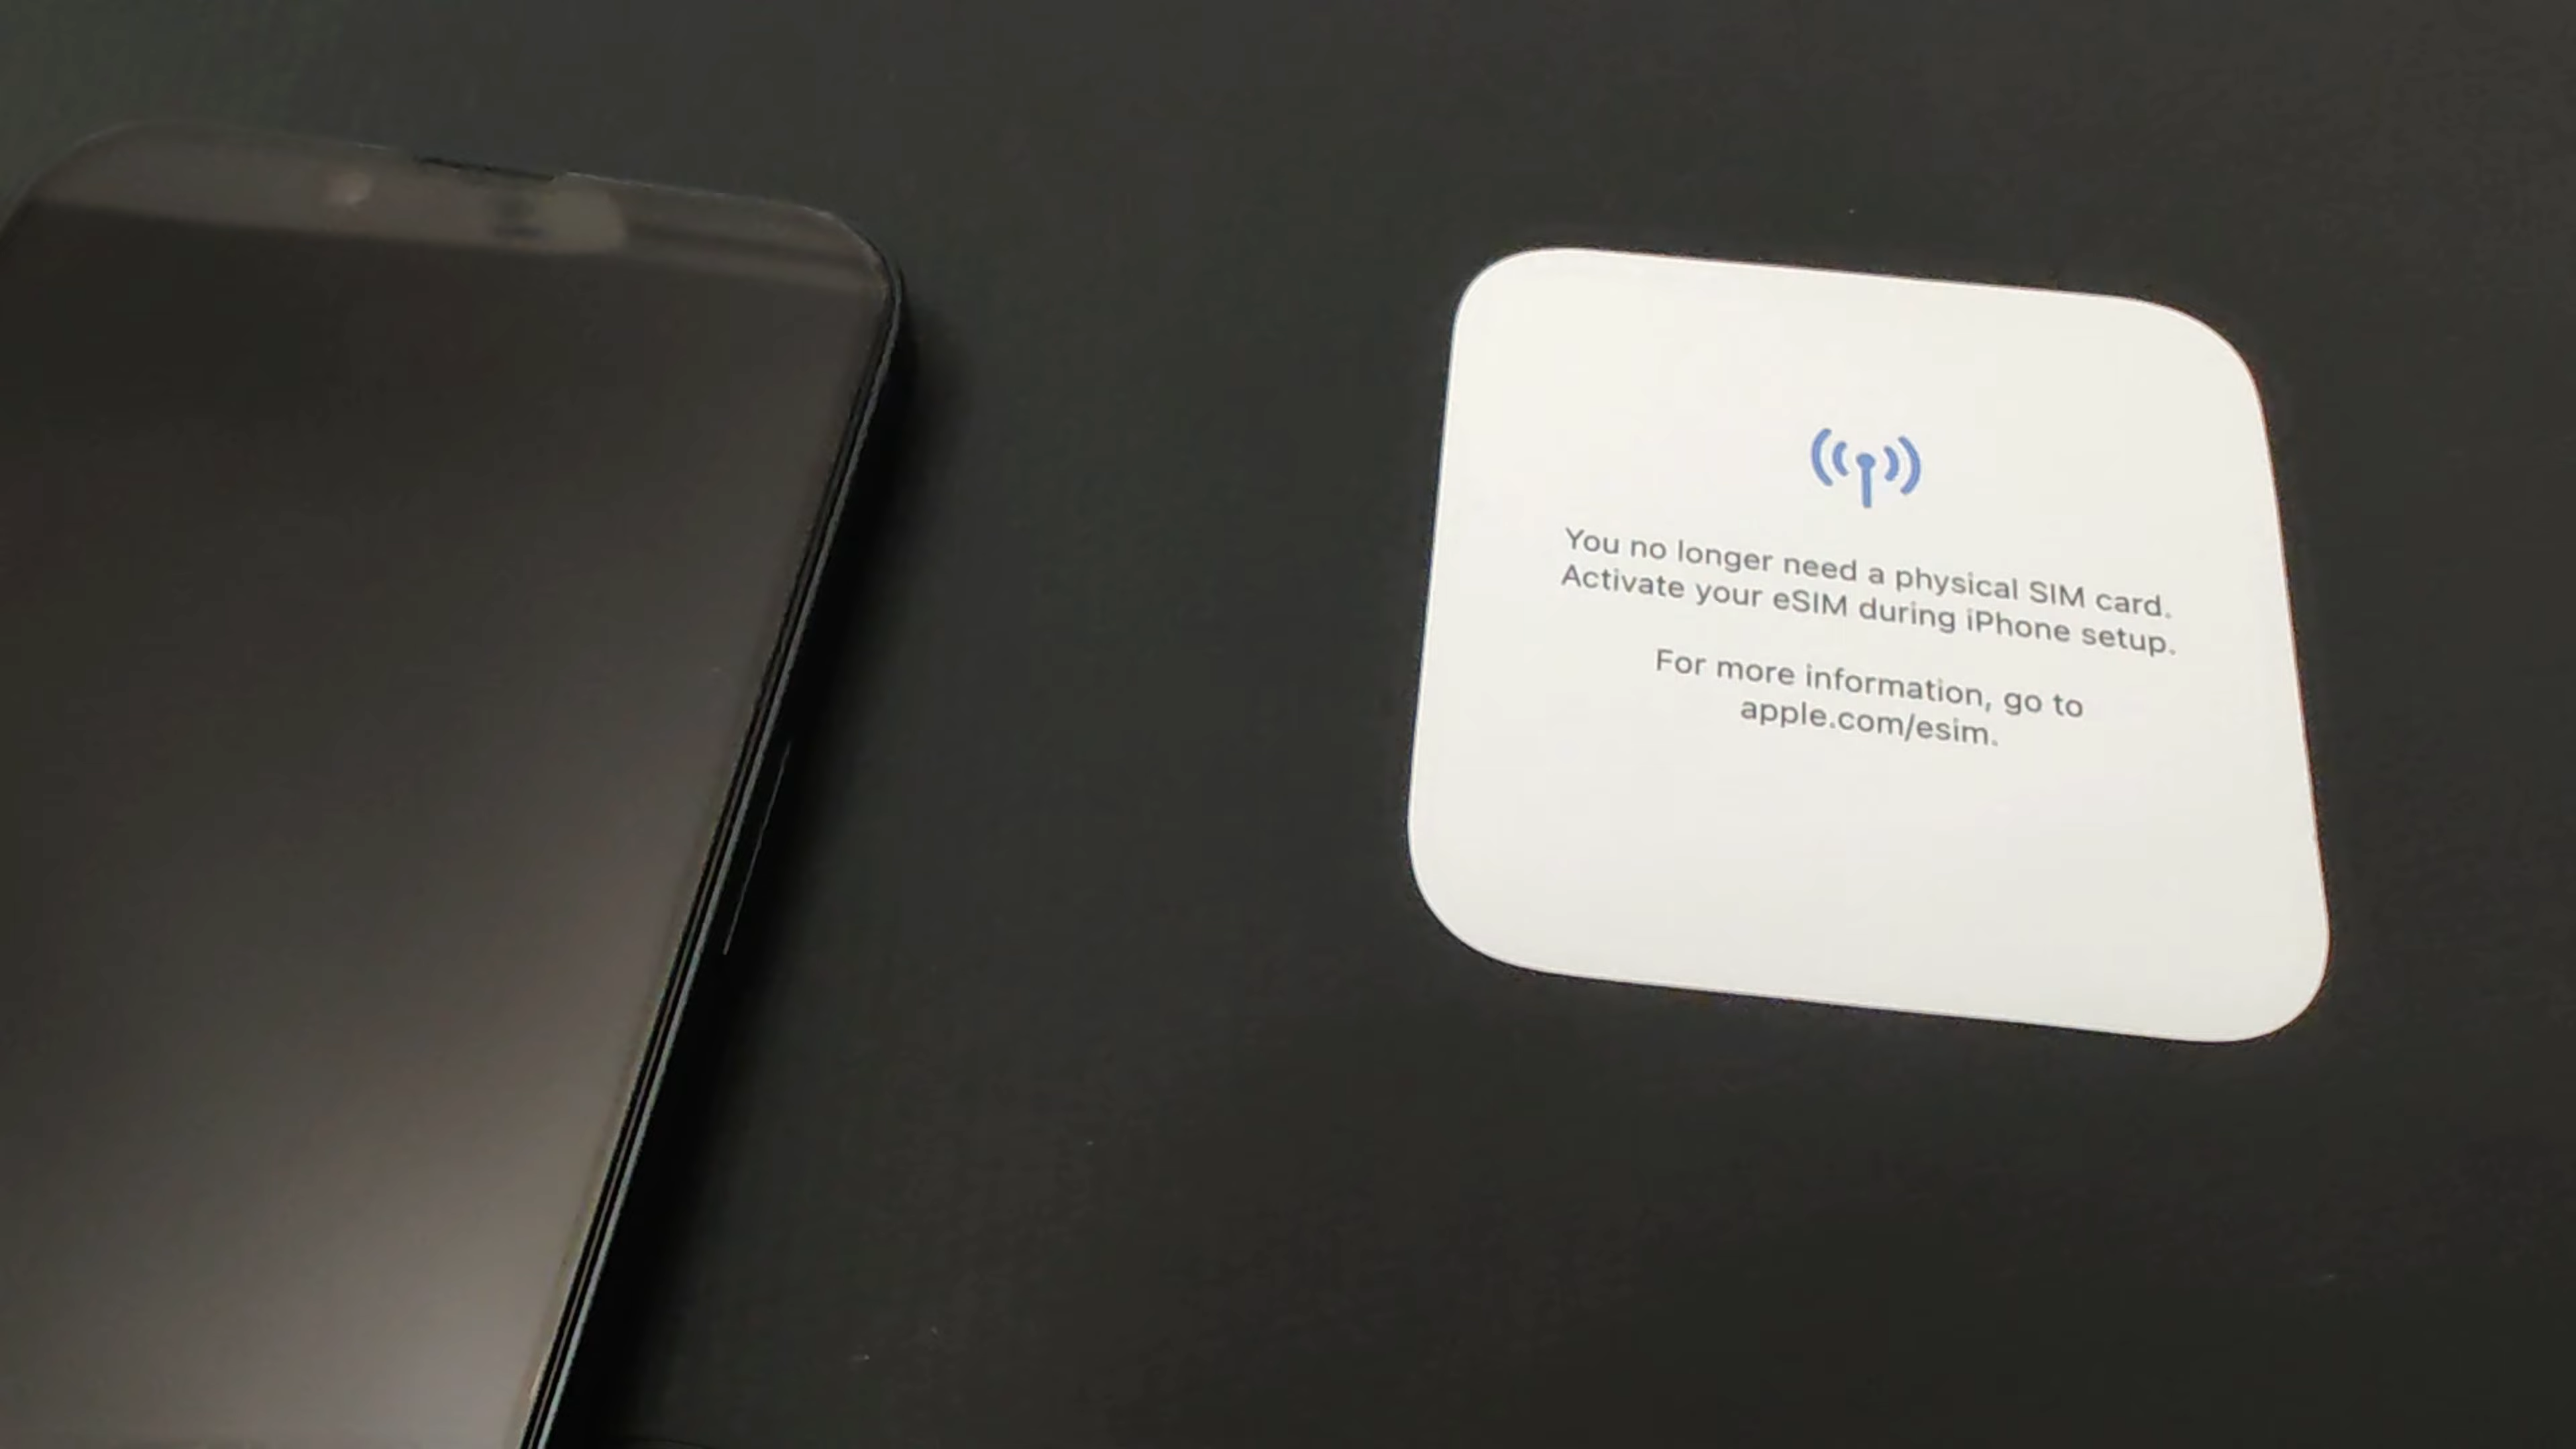 You no longer need a physical SIM card.
Activate your eSIM during iPhone setup.
For more information, go to
apple.com/esim.